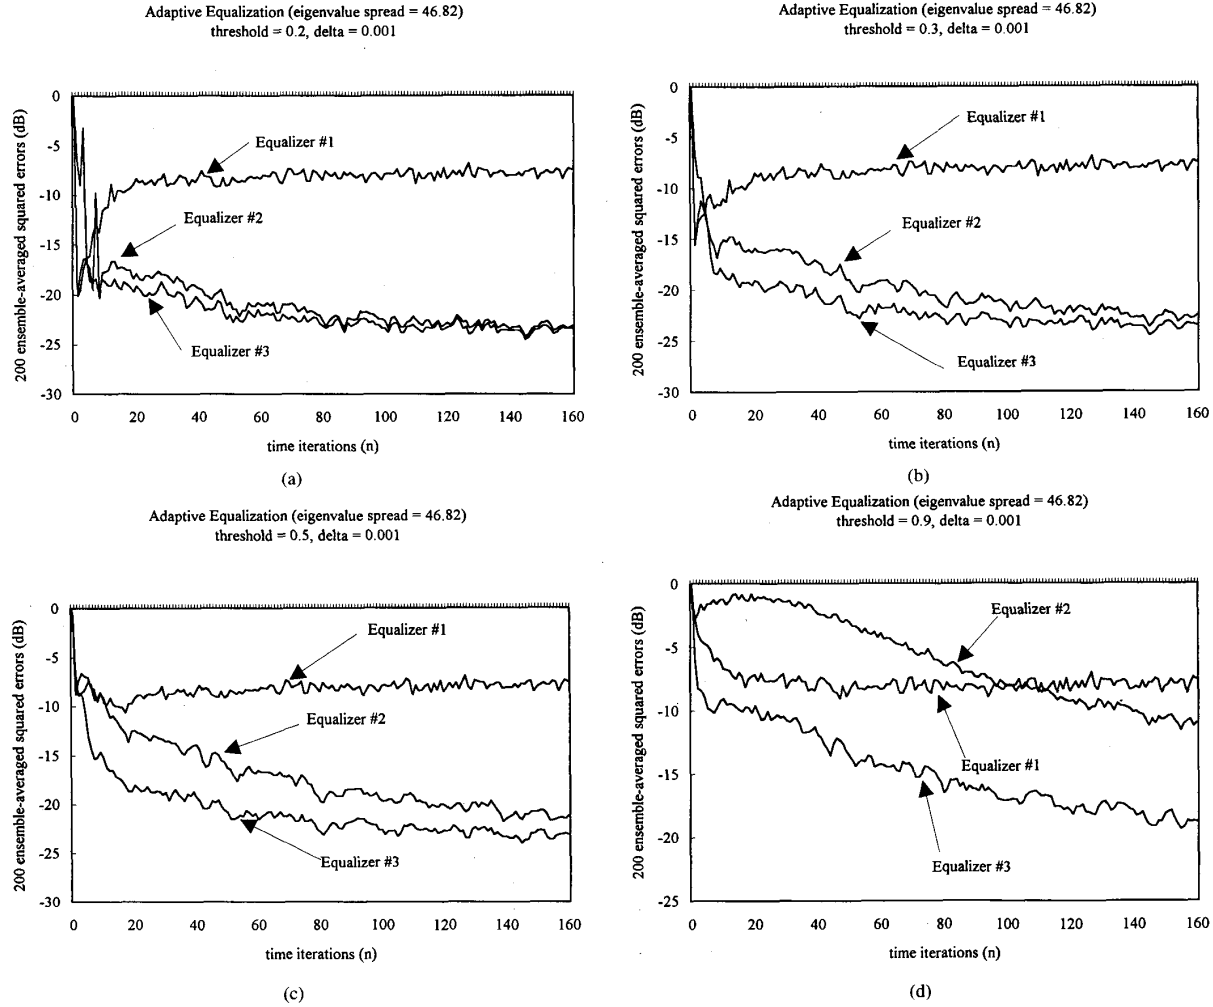 Adaptive Equalization (eigenvalue spread = 46.82)
threshold = 0.2, delta = 0.001
200 ensemble-averaged squared errors (dB)
0
-5
-10
-15
-20
-25
-30
Equalizer #1
Equalizer #2
Equalizer #3
0 20 40 60 80 100 120 140 160
time iterations (n)
(a)
Adaptive Equalization (eigenvalue spread = 46.82)
threshold = 0.3, delta = 0.001
200 ensemble-averaged squared errors (dB)
0
-5
-10
-15
-20
-25
-30
Equalizer #1
Equalizer #2
Equalizer #3
0 20 40 60 80 100 120 140 160
time iterations (n)
(b)
Adaptive Equalization (eigenvalue spread = 46.82)
threshold = 0.5, delta = 0.001
200 ensemble-averaged squared errors (dB)
0
-5
-10
-15
-20
-25
-30
Equalizer #1
Equalizer #2
Equalizer #3
0 20 40 60 80 100 120 140 160
time iterations (n)
(c)
Adaptive Equalization (eigenvalue spread = 46.82)
threshold = 0.9, delta = 0.001
200 ensemble-averaged squared errors (dB)
0
-5
-10
-15
-20
-25
Equalizer #2
Equalizer #1
Equalizer #3
0 20 40 60 80 100 120 140 160
time iterations (n)
(d)